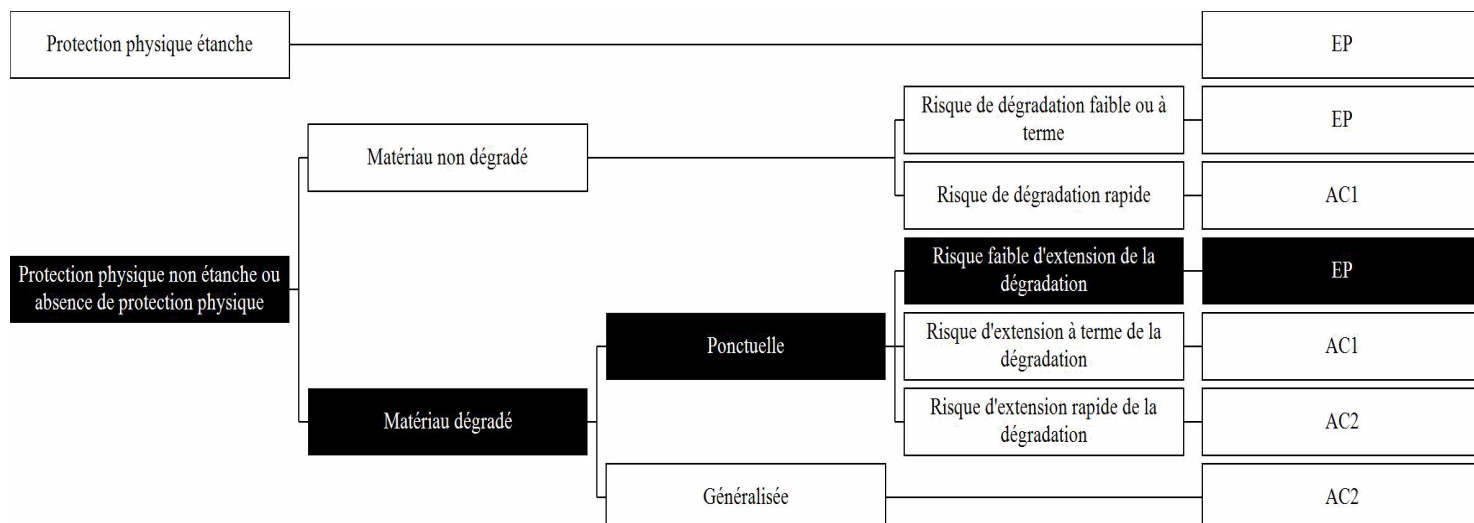 Protection physique étanche
EP
Risque de dégradation faible ou à
terme
EP
Matériau non dégradé
Risque de dégradation rapide
AC1
Protection physique non étanche ou
absence de protection physique
Risque faible d'extension de la
dégradation
EP
Ponctuelle
Risque d'extension à terme de la
dégradation
AC1
Matériau dégradé
Risque d'extension rapide de la
dégradation
AC2
Généralisée
AC2